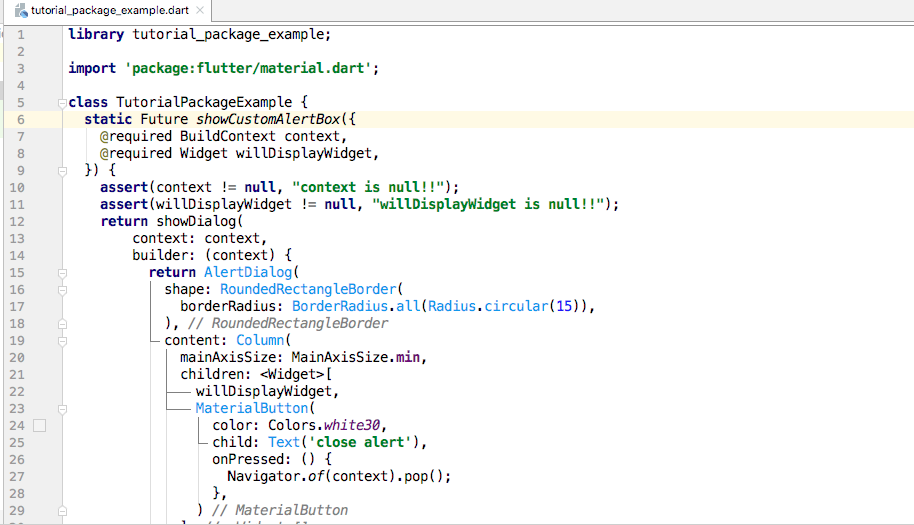 tutorial_package_example.dart
1 library tutorial_package_example;
2
3 import 'package:flutter/material.dart';
4
5 class TutorialPackageExample {
6 static Future showCustomAlertBox({
7 @required BuildContext context,
8 @required Widget willDisplayWidget,
9 }) {
10 assert(context != null, "context is null!!");
11 assert(willDisplayWidget != null, "willDisplayWidget is null!!");
12 return showDialog(
13 context: context,
14 builder: (context) {
15 return AlertDialog(
16 shape: RoundedRectangleBorder(
17 borderRadius: BorderRadius.all(Radius.circular(15)),
18 ), // RoundedRectangleBorder
19 content: Column(
20 mainAxisSize: MainAxisSize.min,
21 children: <Widget>[
22 willDisplayWidget,
23 MaterialButton(
24 color: Colors.white30,
25 child: Text('close alert'),
26 onPressed: () {
27 Navigator.of(context).pop();
28 },
29 ) // MaterialButton